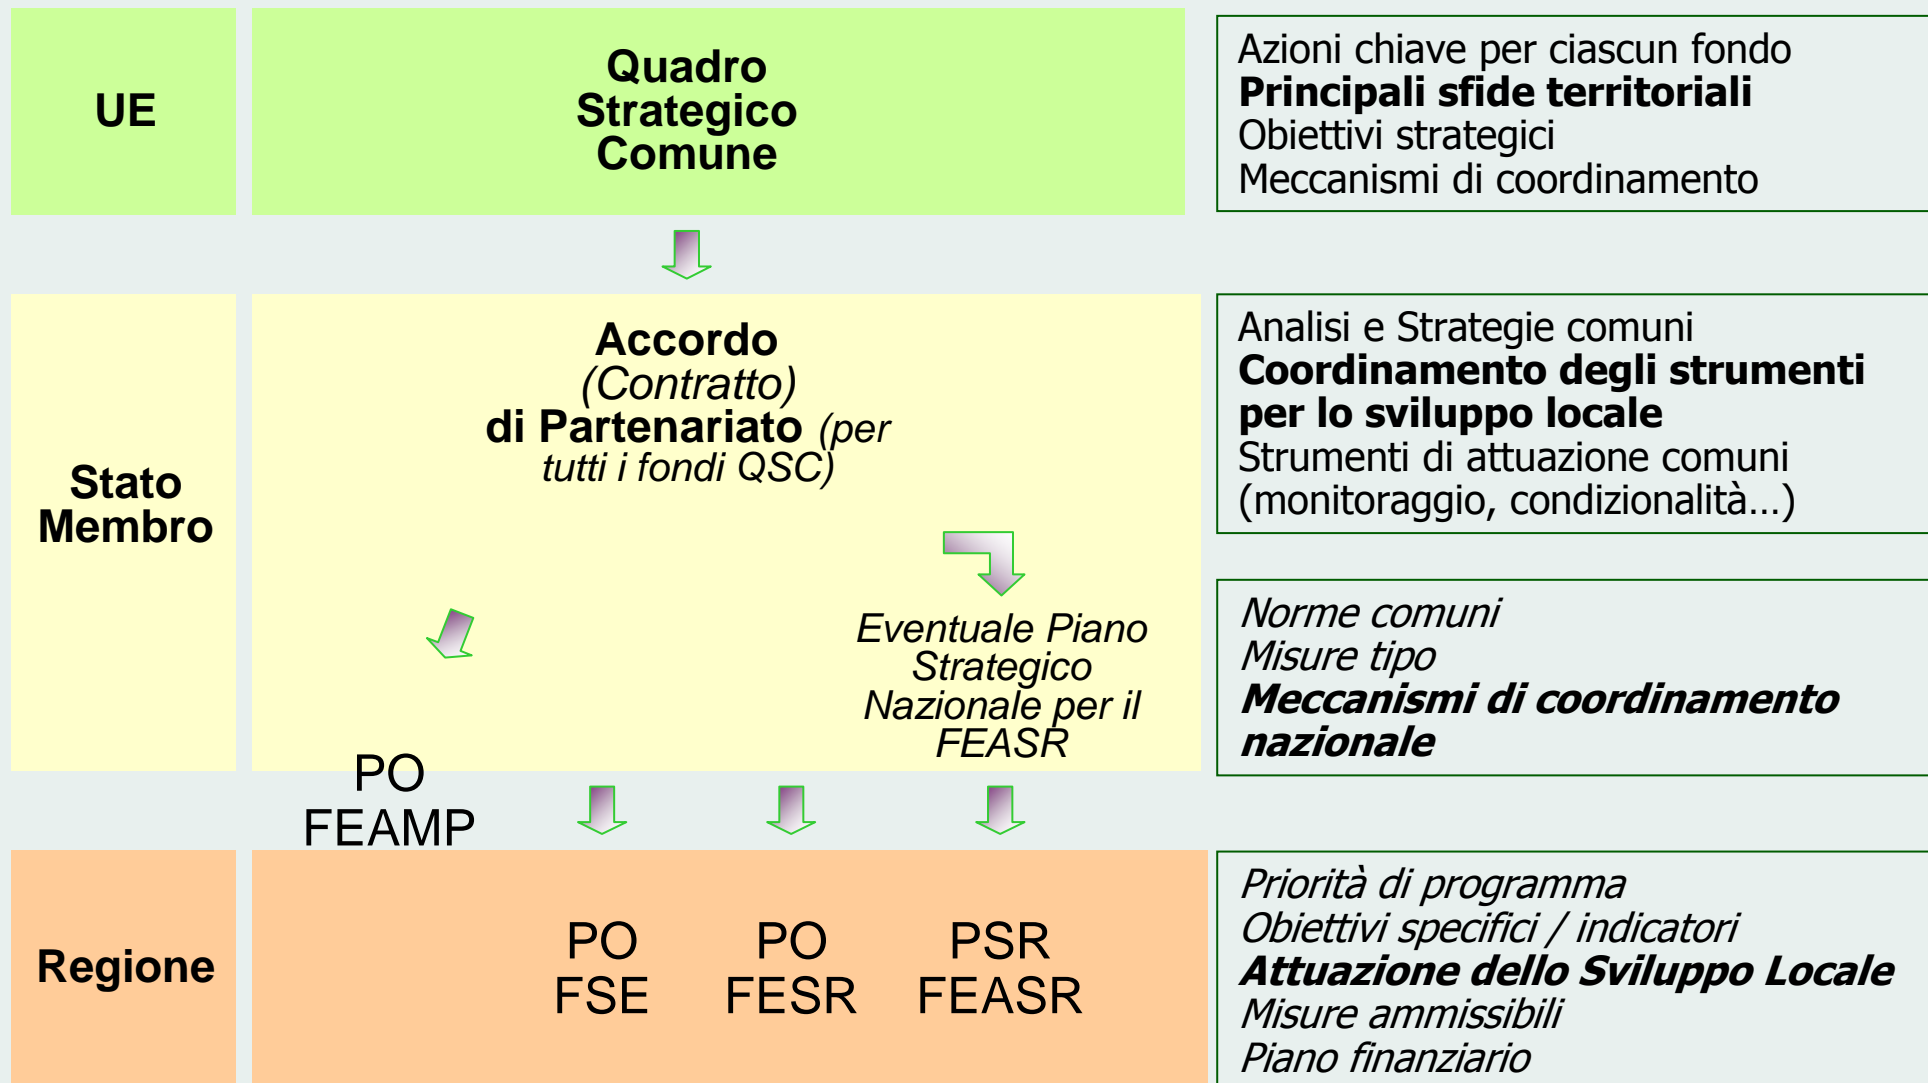 UE
Quadro
Strategico
Comune
Azioni chiave per ciascun fondo
Principali sfide territoriali
Obiettivi strategici
Meccanismi di coordinamento
Stato
Membro
Accordo
(Contratto)
di Partenariato (per
tutti i fondi QSC)
Eventuale Piano
Strategico
Nazionale per il
FEASR
Analisi e Strategie comuni
Coordinamento degli strumenti
per lo sviluppo locale
Strumenti di attuazione comuni
(monitoraggio, condizionalità…)
Norme comuni
Misure tipo
Meccanismi di coordinamento
nazionale
PO
FEAMP
Regione
PO
FSE
PO
FESR
PSR
FEASR
Priorità di programma
Obiettivi specifici / indicatori
Attuazione dello Sviluppo Locale
Misure ammissibili
Piano finanziario